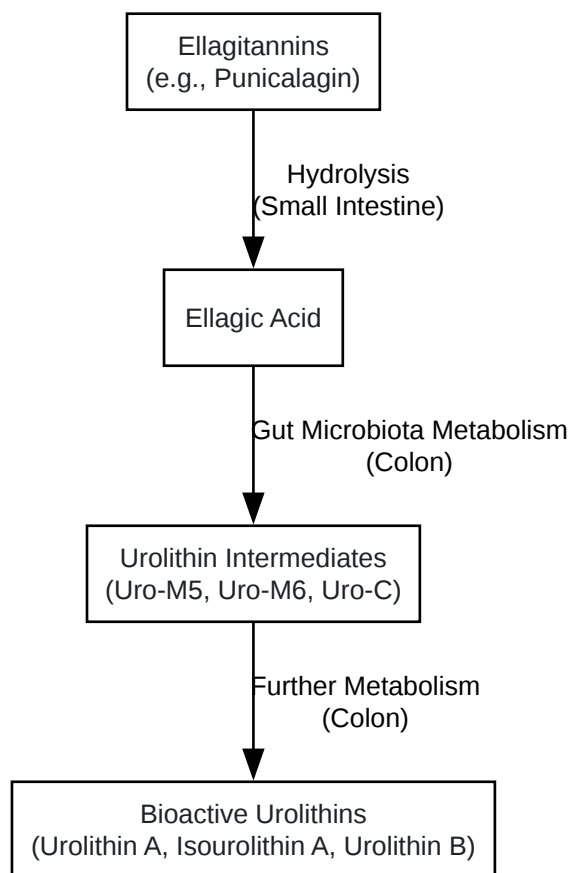 Ellagitannins
(e.g., Punicalagin)
Hydrolysis
(Small Intestine)
Ellagic Acid
Gut Microbiota Metabolism
(Colon)
Urolithin Intermediates
(Uro-M5, Uro-M6, Uro-C)
Further Metabolism
(Colon)
Bioactive Urolithins
(Urolithin A, Isourolithin A, Urolithin B)